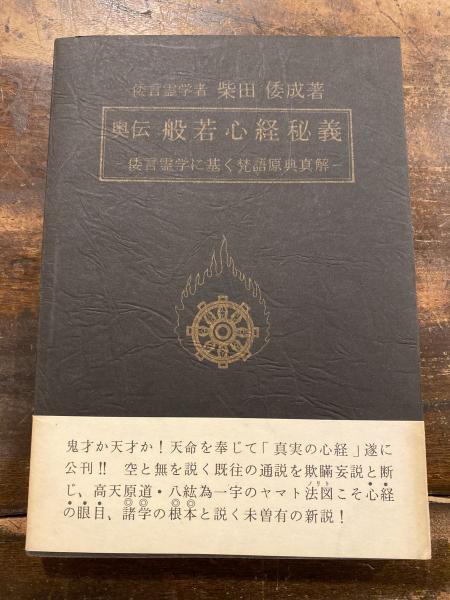 倭言霊学者 柴田倭成著
奥伝 般若心経秘義
-倭言霊学に基く梵語原典真解-
鬼才か天才か!天命を奉じて「真実の心経」遂に
公刊!! 空と無を説く既往の通説を欺瞞妄説と断
じ、高天原道・八紘為一宇のヤマト法図こそ心経
ノリト
の眼目、諸学の根本と説く未曽有の新説!